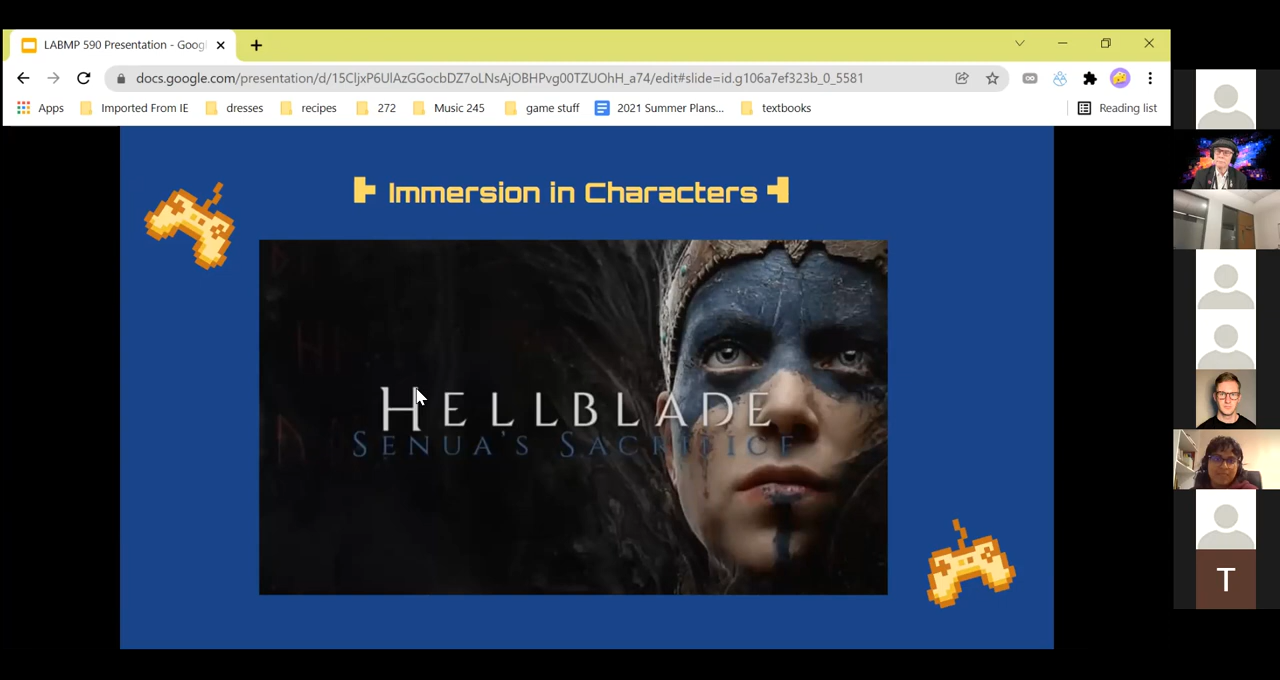 LABMP 590 Presentation - Goog
docs.google.com/presentation/d/15CljxP6UlAzGGocbDZ7oLNsAjOBHPvg00TZUOhH_a74/edit#slide=id.g106a7ef323b_0_5581
Apps Imported From IE dresses recipes 272 Music 245 game stuff 2021 Summer Plans... textbooks Reading list
Immersion in Characters
HELLBLADE
SENUA'S SACRIFICE
T